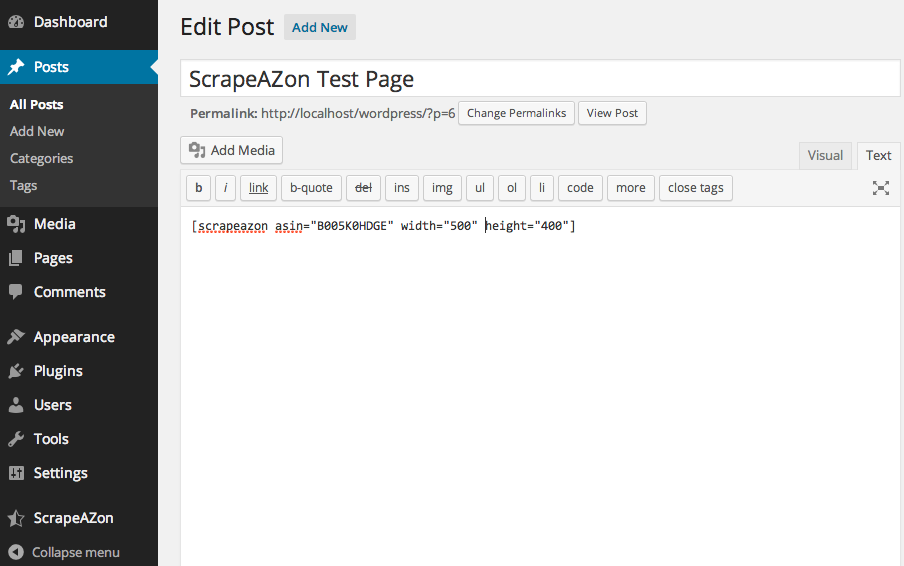 Dashboard
Posts
All Posts
Add New
Categories
Tags
Media
Pages
Comments
Appearance
Plugins
Users
Tools
Settings
ScrapeAZon
Collapse menu
Edit Post Add New
ScrapeAZon Test Page
Permalink: http://localhost/wordpress/?p=6 Change Permalinks View Post
Add Media
Visual Text
b i link b-quote del ins img ul ol li code more close tags
[scrapeazon asin="B005K0HDGE" width="500" height="400"]